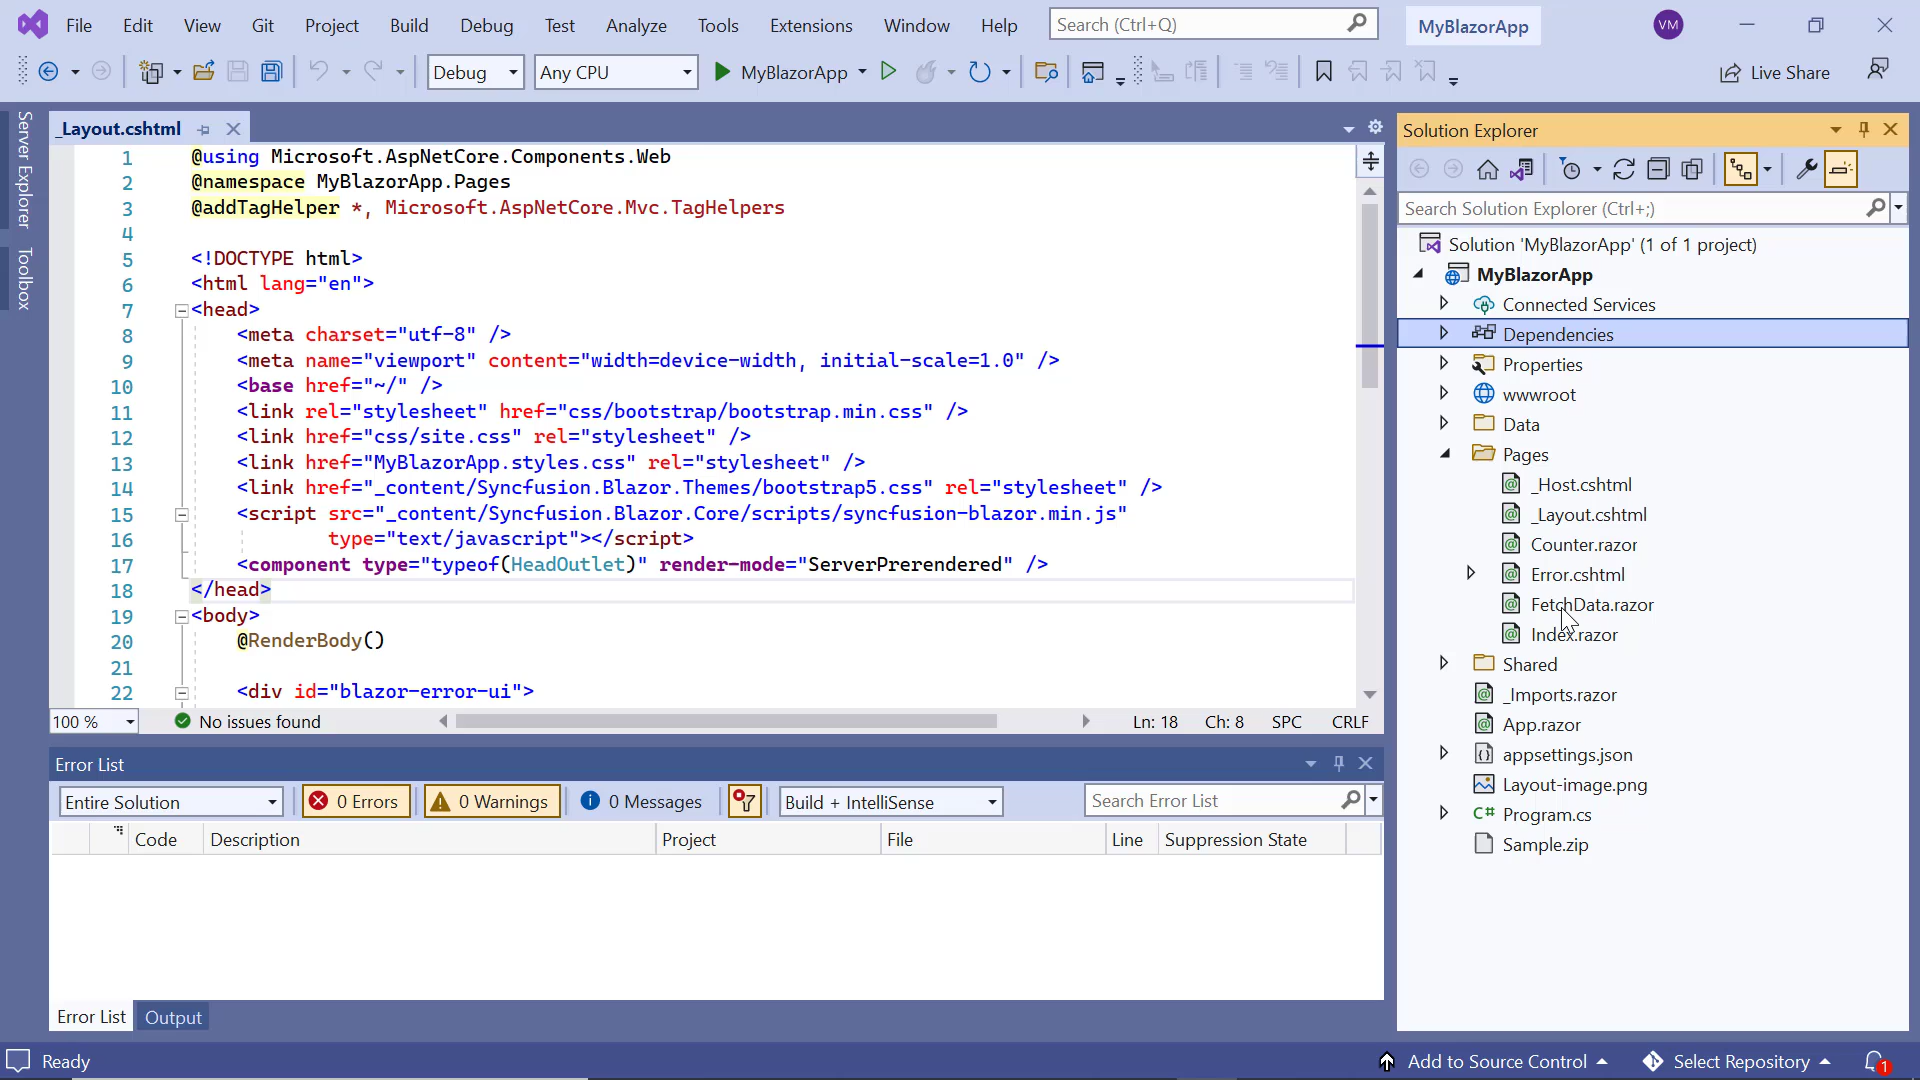 File Edit View Git Project Build Debug Test Analyze Tools Extensions Window Help Search (Ctrl+Q) MyBlazorApp VM
Debug Any CPU MyBlazorApp Live Share
Server Explorer
Toolbox
_Layout.cshtml
1 @using Microsoft.AspNetCore.Components.Web
2 @namespace MyBlazorApp.Pages
3 @addTagHelper *, Microsoft.AspNetCore.Mvc.TagHelpers
4
5 <!DOCTYPE html>
6 <html lang="en">
7 <head>
8 <meta charset="utf-8" />
9 <meta name="viewport" content="width=device-width, initial-scale=1.0" />
10 <base href="~/" />
11 <link rel="stylesheet" href="css/bootstrap/bootstrap.min.css" />
12 <link href="css/site.css" rel="stylesheet" />
13 <link href="MyBlazorApp.styles.css" rel="stylesheet" />
14 <link href="_content/Syncfusion.Blazor.Themes/bootstrap5.css" rel="stylesheet" />
15 <script src="_content/Syncfusion.Blazor.Core/scripts/syncfusion-blazor.min.js"
16 type="text/javascript"></script>
17 <component type="typeof(HeadOutlet)" render-mode="ServerPrerendered" />
18 </head>
19 <body>
20 @RenderBody()
21
22 <div id="blazor-error-ui">
100 % No issues found Ln: 18 Ch: 8 SPC CRLF
Error List
Entire Solution 0 Errors 0 Warnings 0 Messages Build + IntelliSense Search Error List
Code Description Project File Line Suppression State
Error List Output
Solution Explorer
Search Solution Explorer (Ctrl+;)
Solution 'MyBlazorApp' (1 of 1 project)
MyBlazorApp
Connected Services
Dependencies
Properties
wwwroot
Data
Pages
_Host.cshtml
_Layout.cshtml
Counter.razor
Error.cshtml
FetchData.razor
Index.razor
Shared
_Imports.razor
App.razor
appsettings.json
Layout-image.png
C# Program.cs
Sample.zip
Ready Add to Source Control Select Repository 1